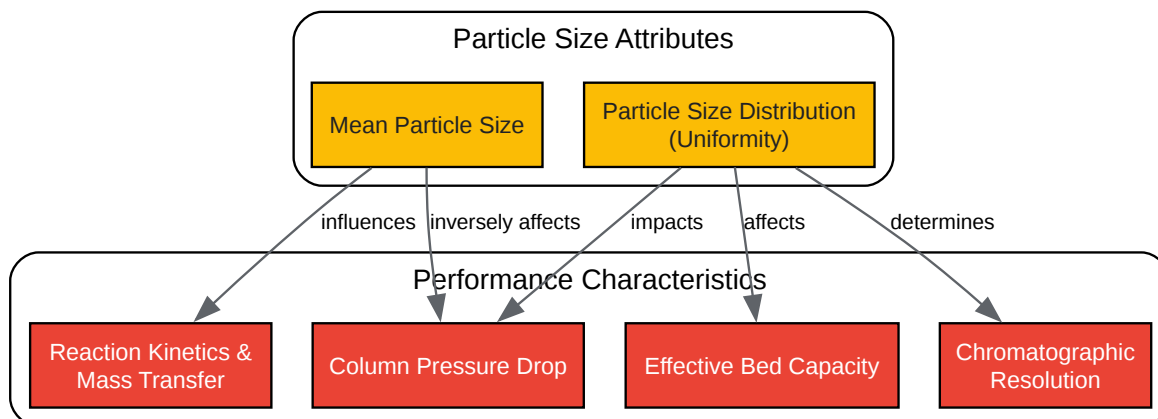 Particle Size Attributes
Mean Particle Size
Particle Size Distribution
(Uniformity)
influences
inversely affects
impacts
affects
determines
Performance Characteristics
Reaction Kinetics &
Mass Transfer
Column Pressure Drop
Effective Bed Capacity
Chromatographic
Resolution